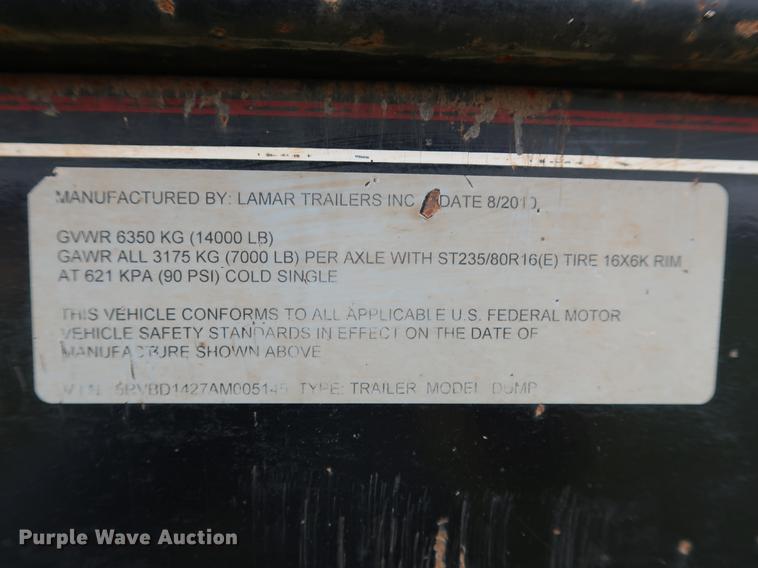 MANUFACTURED BY: LAMAR TRAILERS INC DATE 8/2010
GVWR 6350 KG (14000 LB)
GAWR ALL 3175 KG (7000 LB) PER AXLE WITH ST235/80R16(E) TIRE 16X6K RIM
AT 621 KPA (90 PSI) COLD SINGLE
THIS VEHICLE CONFORMS TO ALL APPLICABLE U.S. FEDERAL MOTOR
VEHICLE SAFETY STANDARDS IN EFFECT ON THE DATE OF
MANUFACTURE SHOWN ABOVE
TYPE: TRAILER MODEL DUMP
Purple Wave Auction